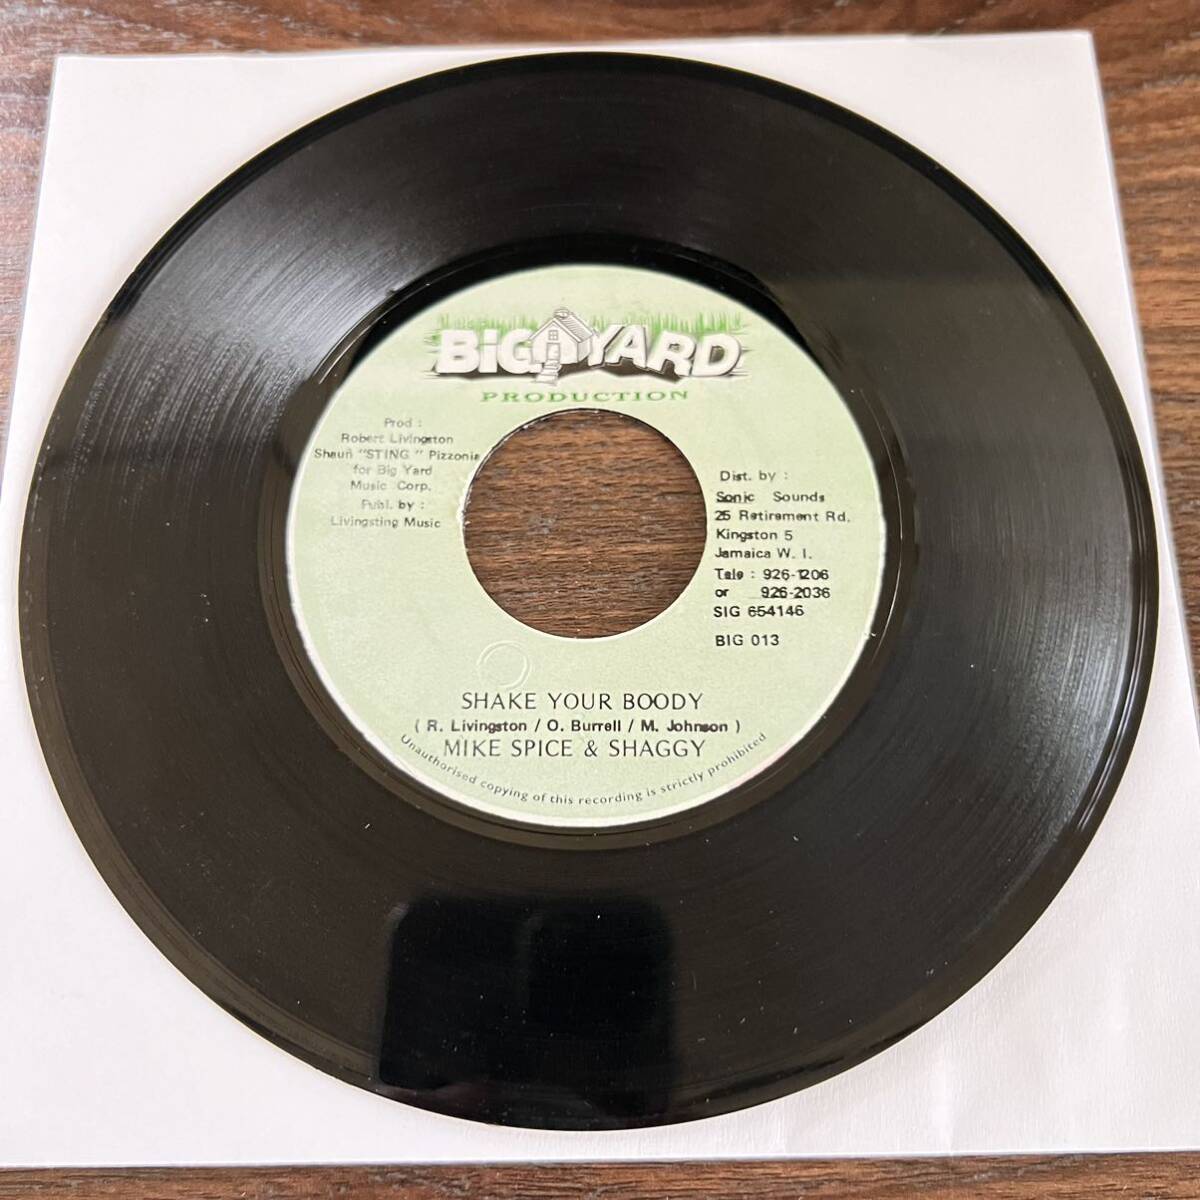 BiG YARD
PRODUCTION
Prod :
Robert Livingston
Shaun "STING " Pizzonia
for Big Yard
Music Corp.
Publ. by :
Livingsting Music
Dist. by :
Sonic Sounds
25 Retirement Rd.
Kingston 5
Jamaica W. I.
Tele : 926-1206
or 926-2036
SIG 654146
BIG 013
SHAKE YOUR BOODY
( R. Livingston / O. Burrell / M. Johnson )
MIKE SPICE & SHAGGY
Unauthorised copying of this recording is strictly prohibited